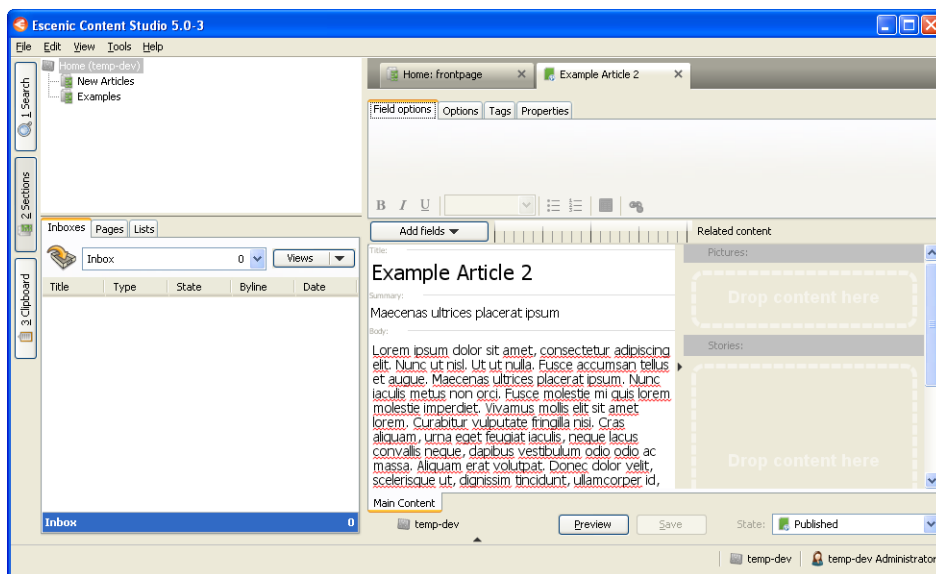 Escenic Content Studio 5.0-3
File Edit View Tools Help
1 Search
2 Sections
3 Clipboard
Home (temp-dev)
New Articles
Examples
Inboxes Pages Lists
Inbox 0 Views
Title Type State Byline Date
Inbox 0
Home: frontpage Example Article 2
Field options Options Tags Properties
B I U
Add fields
Related content
Title:
Example Article 2
Summary:
Maecenas ultrices placerat ipsum
Body:
Lorem ipsum dolor sit amet, consectetur adipiscing
elit. Nunc ut nisl. Ut ut nulla. Fusce accumsan tellus
et augue. Maecenas ultrices placerat ipsum. Nunc
iaculis metus non orci. Fusce molestie mi quis lorem
molestie imperdiet. Vivamus mollis elit sit amet
lorem. Curabitur vulputate fringilla nisi. Cras
aliquam, urna eget feugiat iaculis, neque lacus
convallis neque, dapibus vestibulum odio odio ac
massa. Aliquam erat volutpat. Donec dolor velit,
scelerisque ut, dignissim tincidunt, ullamcorper id,
Pictures:
Drop content here
Stories:
Drop content here
Main Content
temp-dev Preview Save State: Published
temp-dev temp-dev Administrator